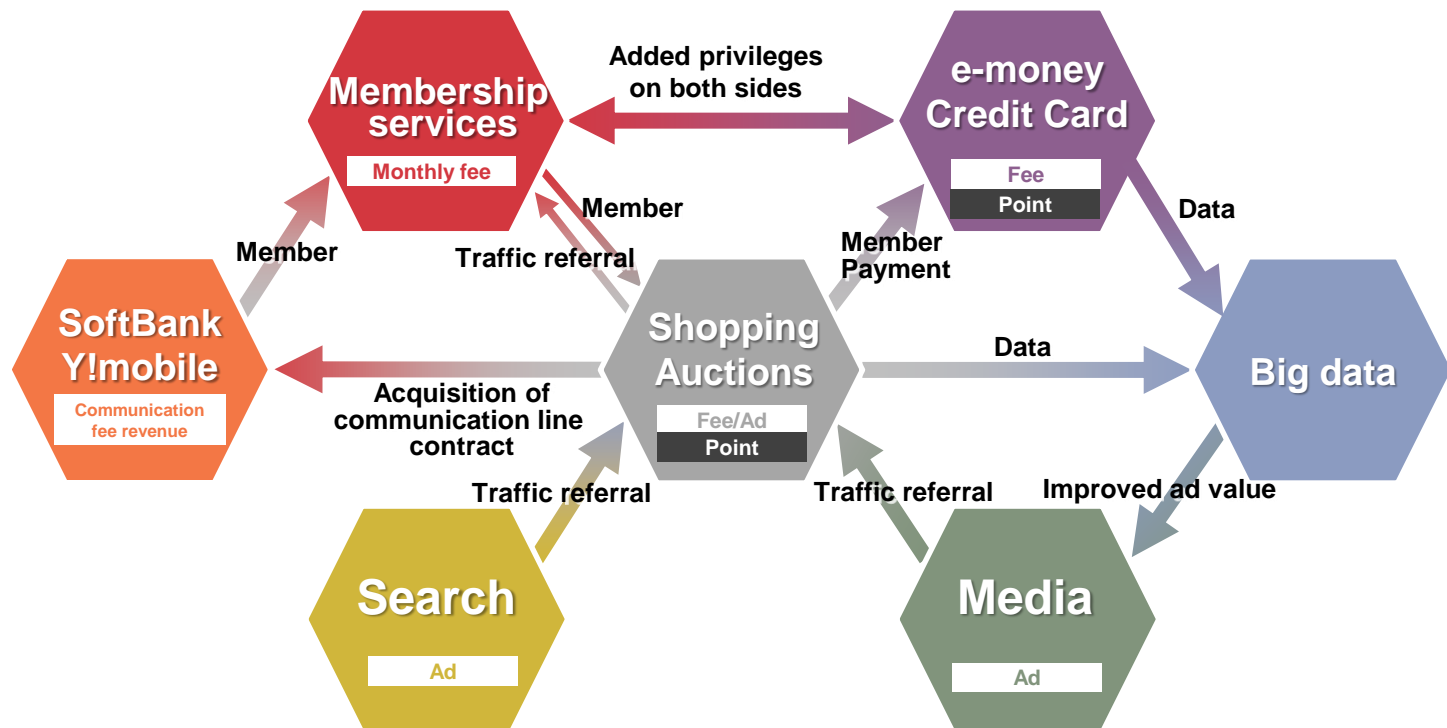 Membership
services
Monthly fee
Added privileges
on both sides
e-money
Credit Card
Fee
Point
Member
Member
Traffic referral
Member
Payment
Data
SoftBank
Y!mobile
Communication
fee revenue
Acquisition of
communication line
contract
Shopping
Auctions
Fee/Ad
Point
Data
Big data
Traffic referral
Traffic referral
Improved ad value
Search
Ad
Media
Ad